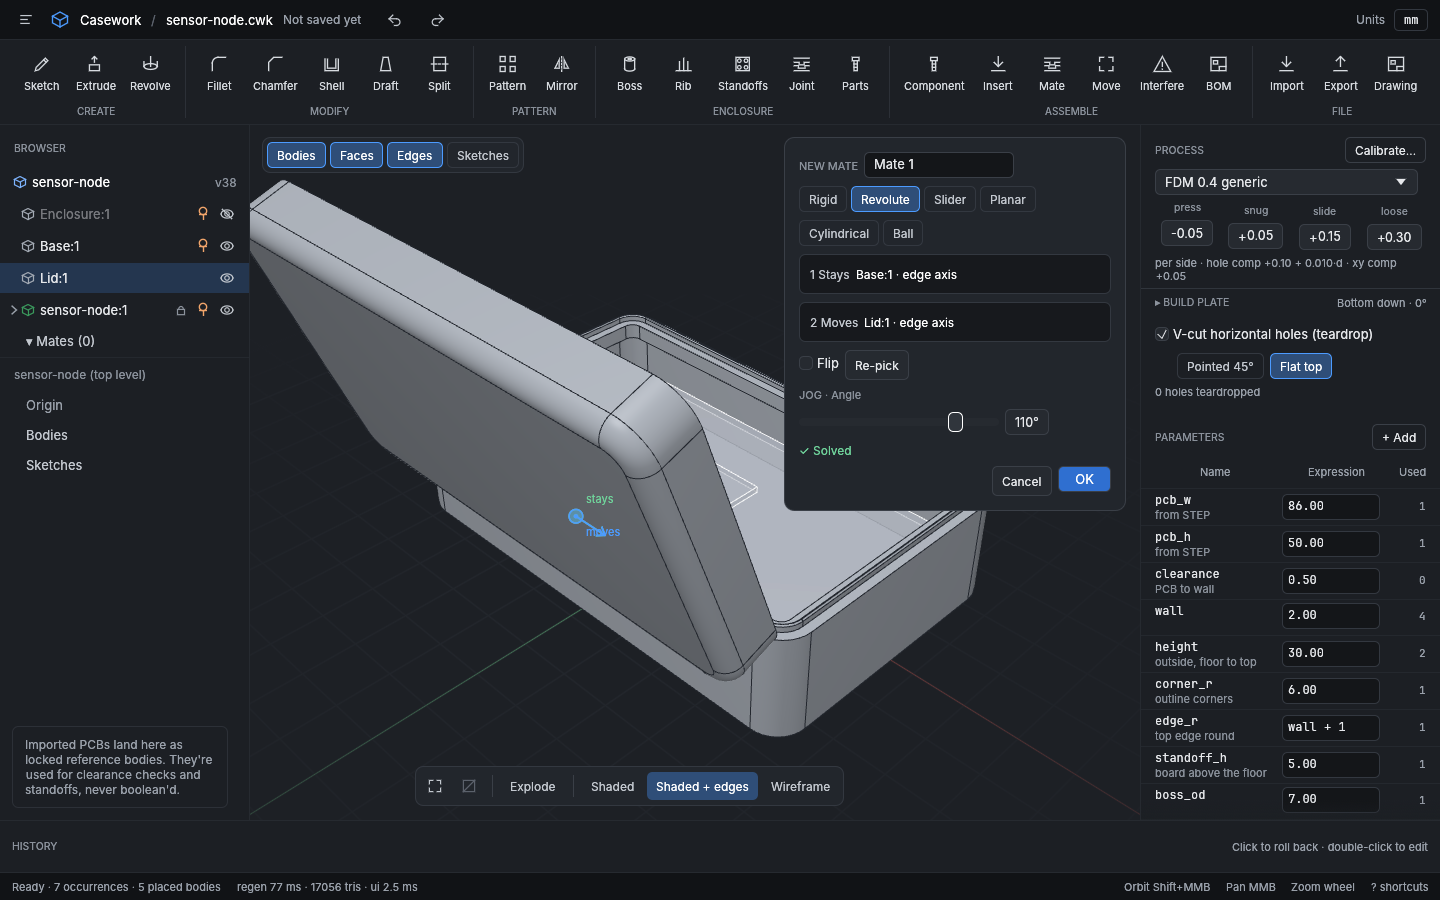 Casework / sensor-node.cwk Not saved yet
Units mm
Sketch Extrude Revolve Fillet Chamfer Shell Draft Split Pattern Mirror Boss Rib Standoffs Joint Parts Component Insert Mate Move Interfere BOM Import Export Drawing
CREATE MODIFY PATTERN ENCLOSURE ASSEMBLE FILE
BROWSER
sensor-node v38
Enclosure:1
Base:1
Lid:1
sensor-node:1
▾ Mates (0)
sensor-node (top level)
Origin
Bodies
Sketches
Imported PCBs land here as
locked reference bodies. They're
used for clearance checks and
standoffs, never boolean'd.
Bodies Faces Edges Sketches
stays
moves
NEW MATE Mate 1
Rigid Revolute Slider Planar
Cylindrical Ball
1 Stays Base:1 · edge axis
2 Moves Lid:1 · edge axis
Flip Re-pick
JOG · Angle
110°
✓ Solved
Cancel OK
Explode Shaded Shaded + edges Wireframe
PROCESS Calibrate...
FDM 0.4 generic
press snug slide loose
-0.05 +0.05 +0.15 +0.30
per side · hole comp +0.10 + 0.010·d · xy comp
+0.05
▸ BUILD PLATE Bottom down · 0°
V-cut horizontal holes (teardrop)
Pointed 45° Flat top
0 holes teardropped
PARAMETERS + Add
Name Expression Used
pcb_w 86.00 1
from STEP
pcb_h 50.00 1
from STEP
clearance 0.50 0
PCB to wall
wall 2.00 4
height 30.00 2
outside, floor to top
corner_r 6.00 1
outline corners
edge_r wall + 1 1
top edge round
standoff_h 5.00 1
board above the floor
boss_od 7.00 1
HISTORY Click to roll back · double-click to edit
Ready · 7 occurrences · 5 placed bodies regen 77 ms · 17056 tris · ui 2.5 ms
Orbit Shift+MMB Pan MMB Zoom wheel ? shortcuts